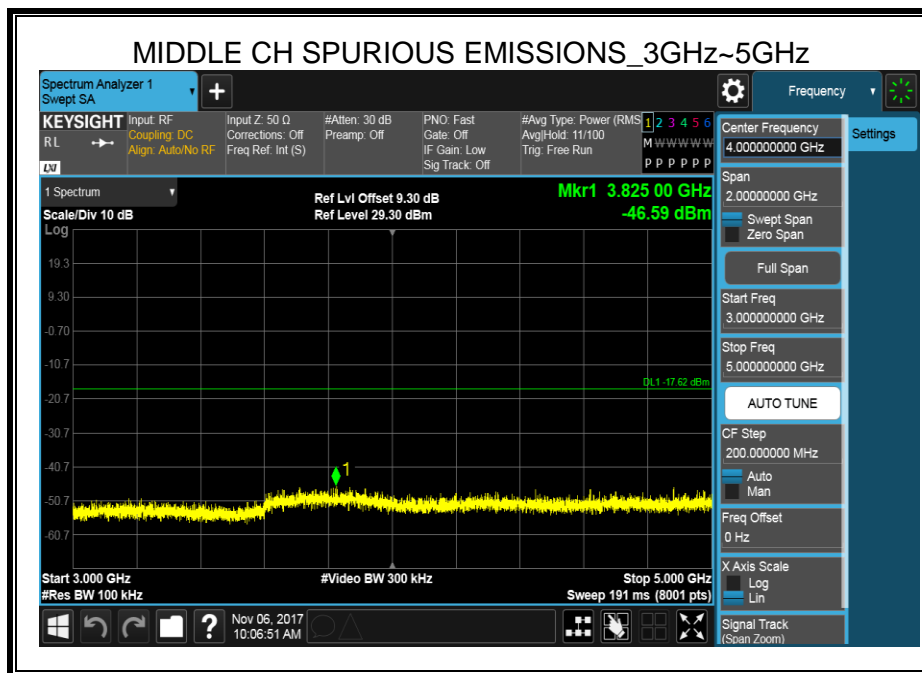 MIDDLE CH SPURIOUS EMISSIONS_3GHz~5GHz
Spectrum Analyzer 1
Swept SA
Frequency
KEYSIGHT
RL
LXI
Input: RF
Coupling: DC
Align: Auto/No RF
Input Z: 50 Ω
Corrections: Off
Freq Ref: Int (S)
#Atten: 30 dB
Preamp: Off
PNO: Fast
Gate: Off
IF Gain: Low
Sig Track: Off
#Avg Type: Power (RMS
Avg|Hold: 11/100
Trig: Free Run
1 2 3 4 5 6
M W W W W W
P P P P P P
1 Spectrum
Scale/Div 10 dB
Log
Ref Lvl Offset 9.30 dB
Ref Level 29.30 dBm
Mkr1 3.825 00 GHz
-46.59 dBm
19.3
9.30
-0.70
-10.7
DL1 -17.62 dBm
-20.7
-30.7
-40.7
1
-50.7
-60.7
Start 3.000 GHz
#Res BW 100 kHz
#Video BW 300 kHz
Stop 5.000 GHz
Sweep 191 ms (8001 pts)
Center Frequency
4.000000000 GHz
Settings
Span
2.00000000 GHz
Swept Span
Zero Span
Full Span
Start Freq
3.000000000 GHz
Stop Freq
5.000000000 GHz
AUTO TUNE
CF Step
200.000000 MHz
Auto
Man
Freq Offset
0 Hz
X Axis Scale
Log
Lin
Signal Track
(Span Zoom)
?
Nov 06, 2017
10:06:51 AM